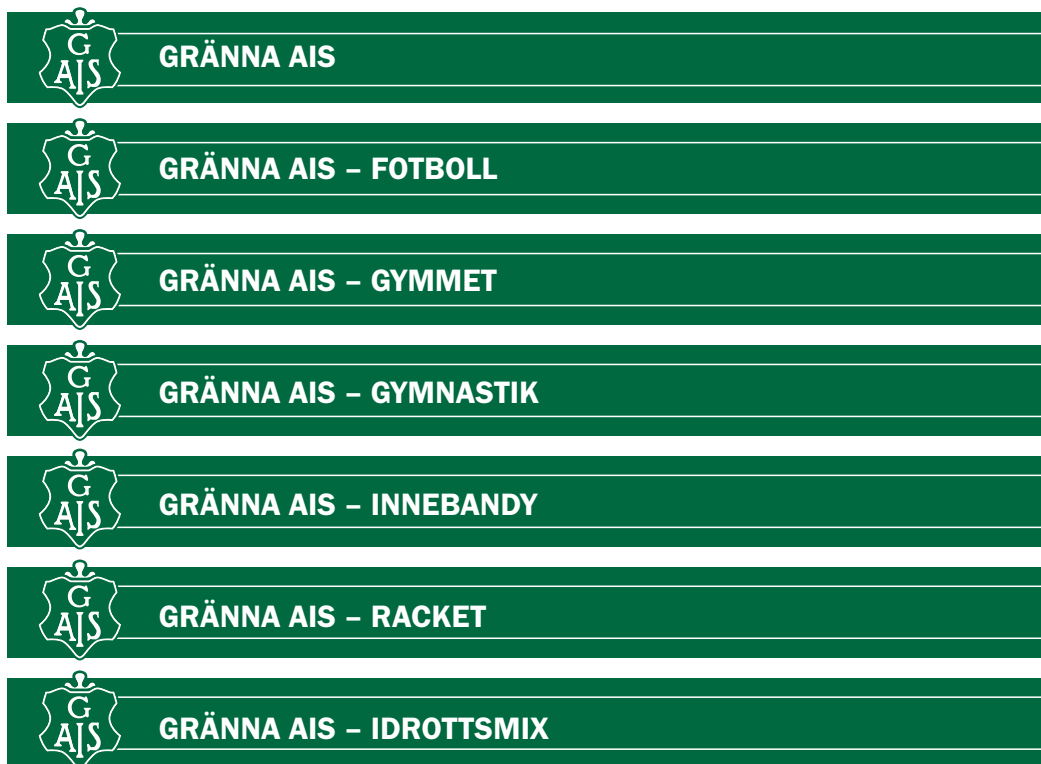 G
AIS
GRÄNNA AIS
G
AIS
GRÄNNA AIS – FOTBOLL
G
AIS
GRÄNNA AIS – GYMMET
G
AIS
GRÄNNA AIS – GYMNASTIK
G
AIS
GRÄNNA AIS – INNEBANDY
G
AIS
GRÄNNA AIS – RACKET
G
AIS
GRÄNNA AIS – IDROTTSMIX